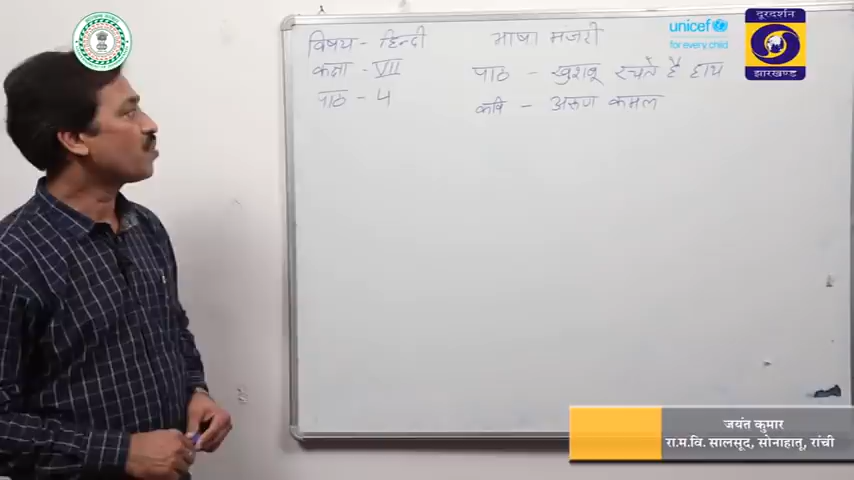 विषय - हिन्दी
भाषा मंजरी
कक्षा - VII
पाठ - खुशबू रचते हैं हाथ
पाठ - 4
कवि - अरूण कमल
unicef
for every child
दूरदर्शन
झारखण्ड
जयंत कुमार
रा.म.वि. सालसूद, सोनाहातू, रांची